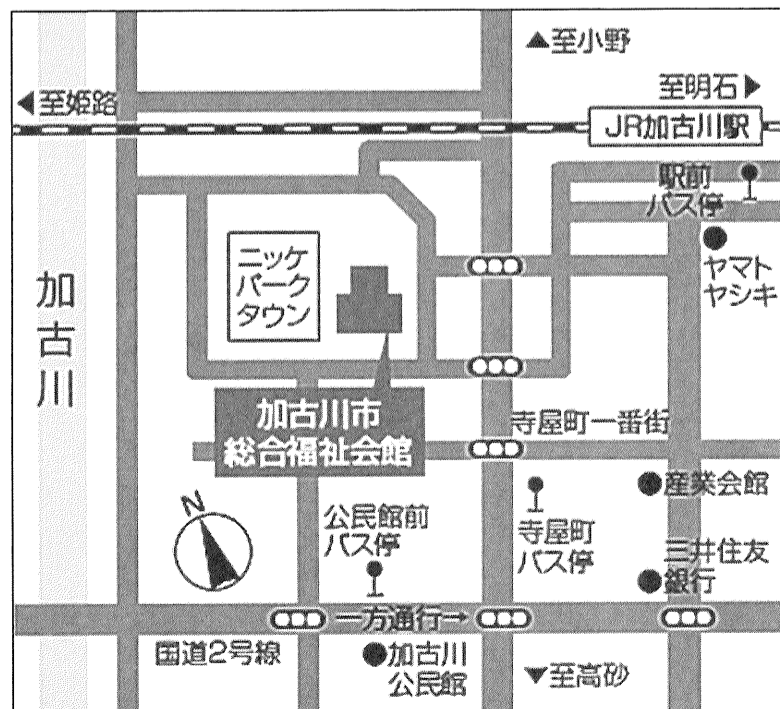 ▲至小野
◀至姫路
至明石▶
JR加古川駅
駅前
バス停
ヤマト
ヤシキ
ニッケ
パーク
タウン
加古川
加古川市
総合福祉会館
寺家町一番街
産業会館
寺家町
バス停
三井住友
銀行
公民館前
バス停
N
一方通行→
国道2号線
加古川
公民館
▼至高砂